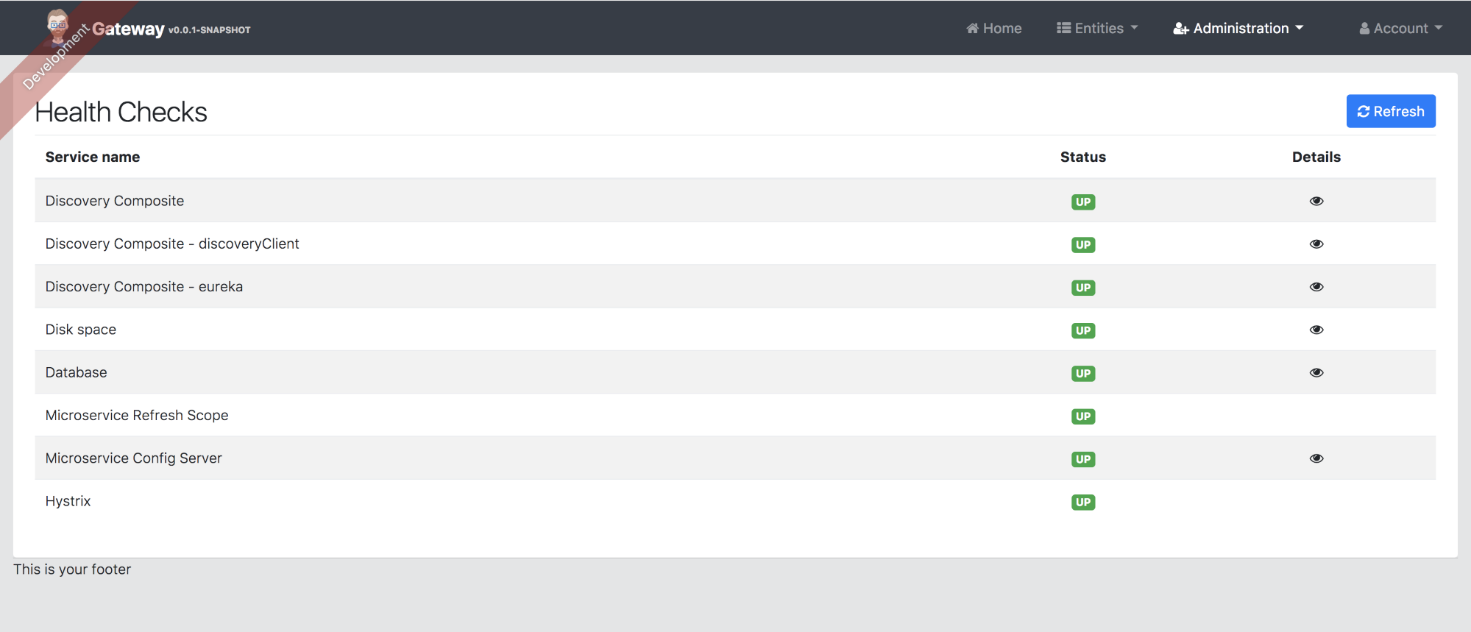 Development
Gateway v0.0.1-SNAPSHOT Home Entities Administration Account
Health Checks Refresh
Service name Status Details
Discovery Composite UP
Discovery Composite - discoveryClient UP
Discovery Composite - eureka UP
Disk space UP
Database UP
Microservice Refresh Scope UP
Microservice Config Server UP
Hystrix UP
This is your footer